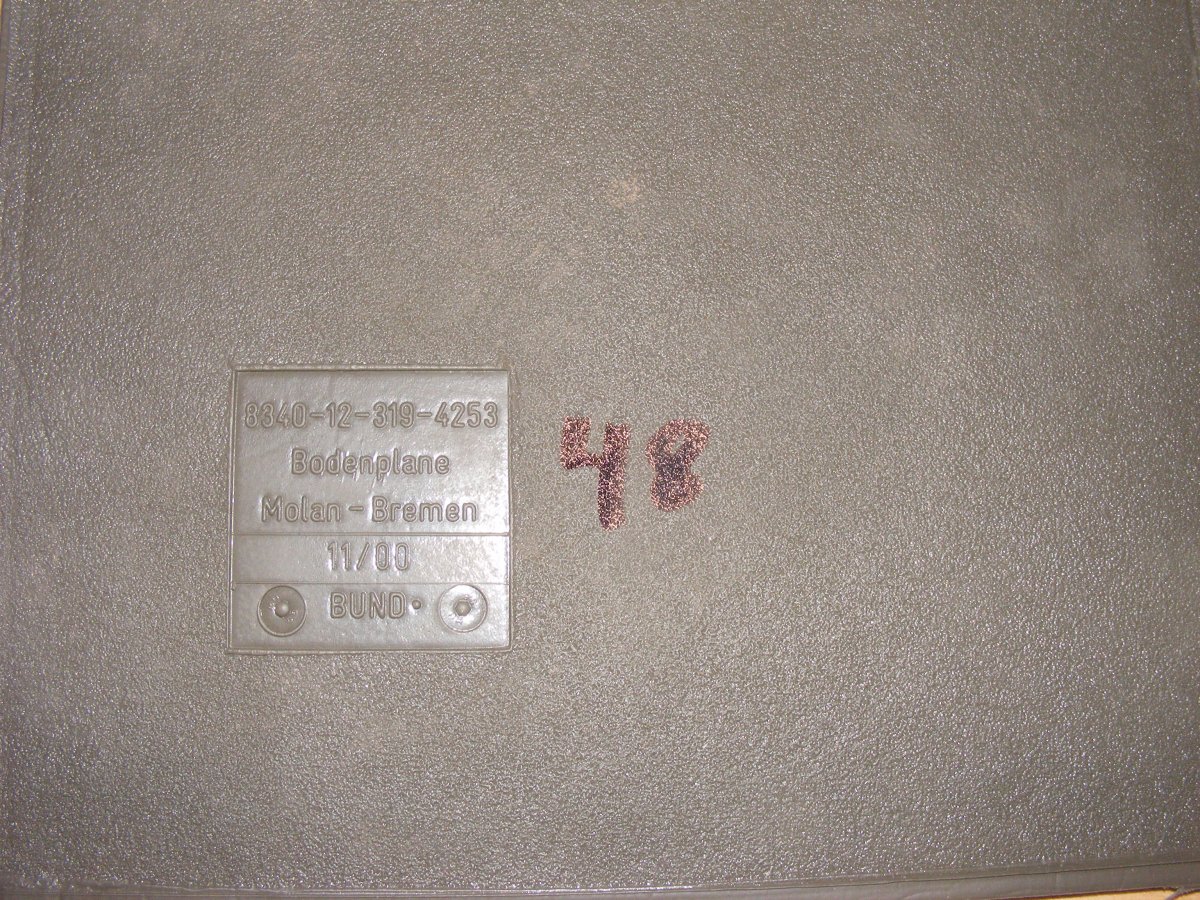 8340-12-319-4253
Bodenplane
Molan-Bremen
11/00
BUND
48